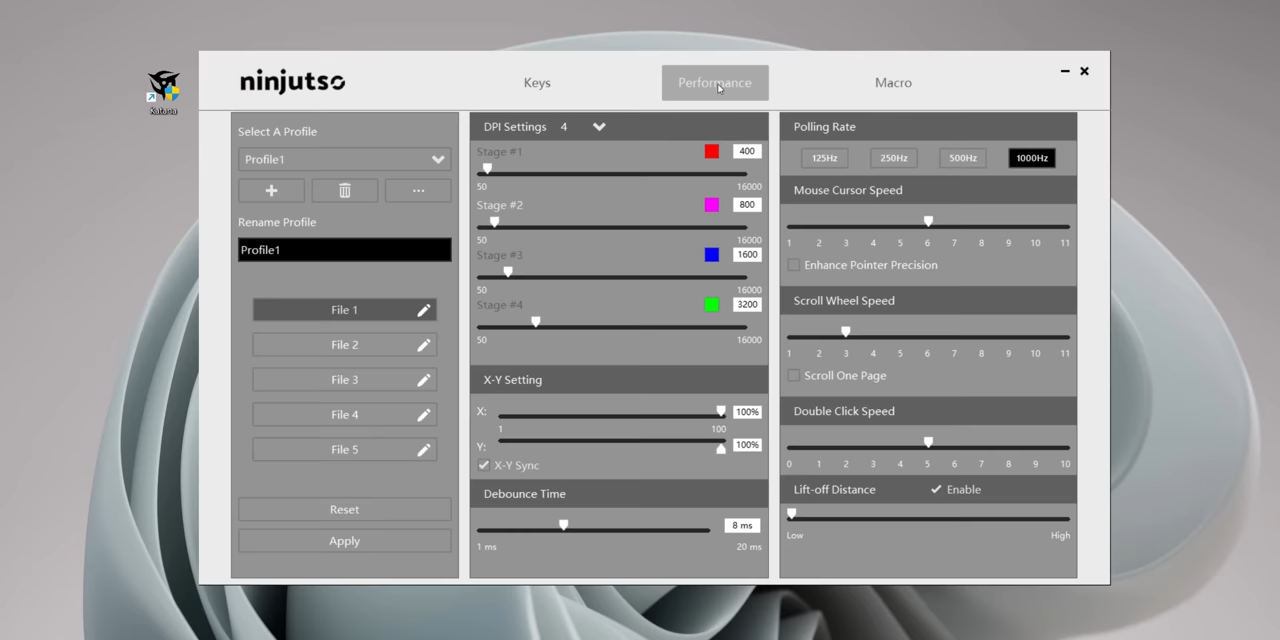 Katana
ninjutso
Keys
Performance
Macro
Select A Profile
Profile1
...
Rename Profile
Profile1
File 1
File 2
File 3
File 4
File 5
Reset
Apply
DPI Settings 4
Stage #1 400
50 16000
Stage #2 800
50 16000
Stage #3 1600
50 16000
Stage #4 3200
50 16000
X-Y Setting
X: 100%
1 100
Y: 100%
X-Y Sync
Debounce Time
8 ms
1 ms 20 ms
Polling Rate
125Hz 250Hz 500Hz 1000Hz
Mouse Cursor Speed
1 2 3 4 5 6 7 8 9 10 11
Enhance Pointer Precision
Scroll Wheel Speed
1 2 3 4 5 6 7 8 9 10 11
Scroll One Page
Double Click Speed
0 1 2 3 4 5 6 7 8 9 10
Lift-off Distance Enable
Low High